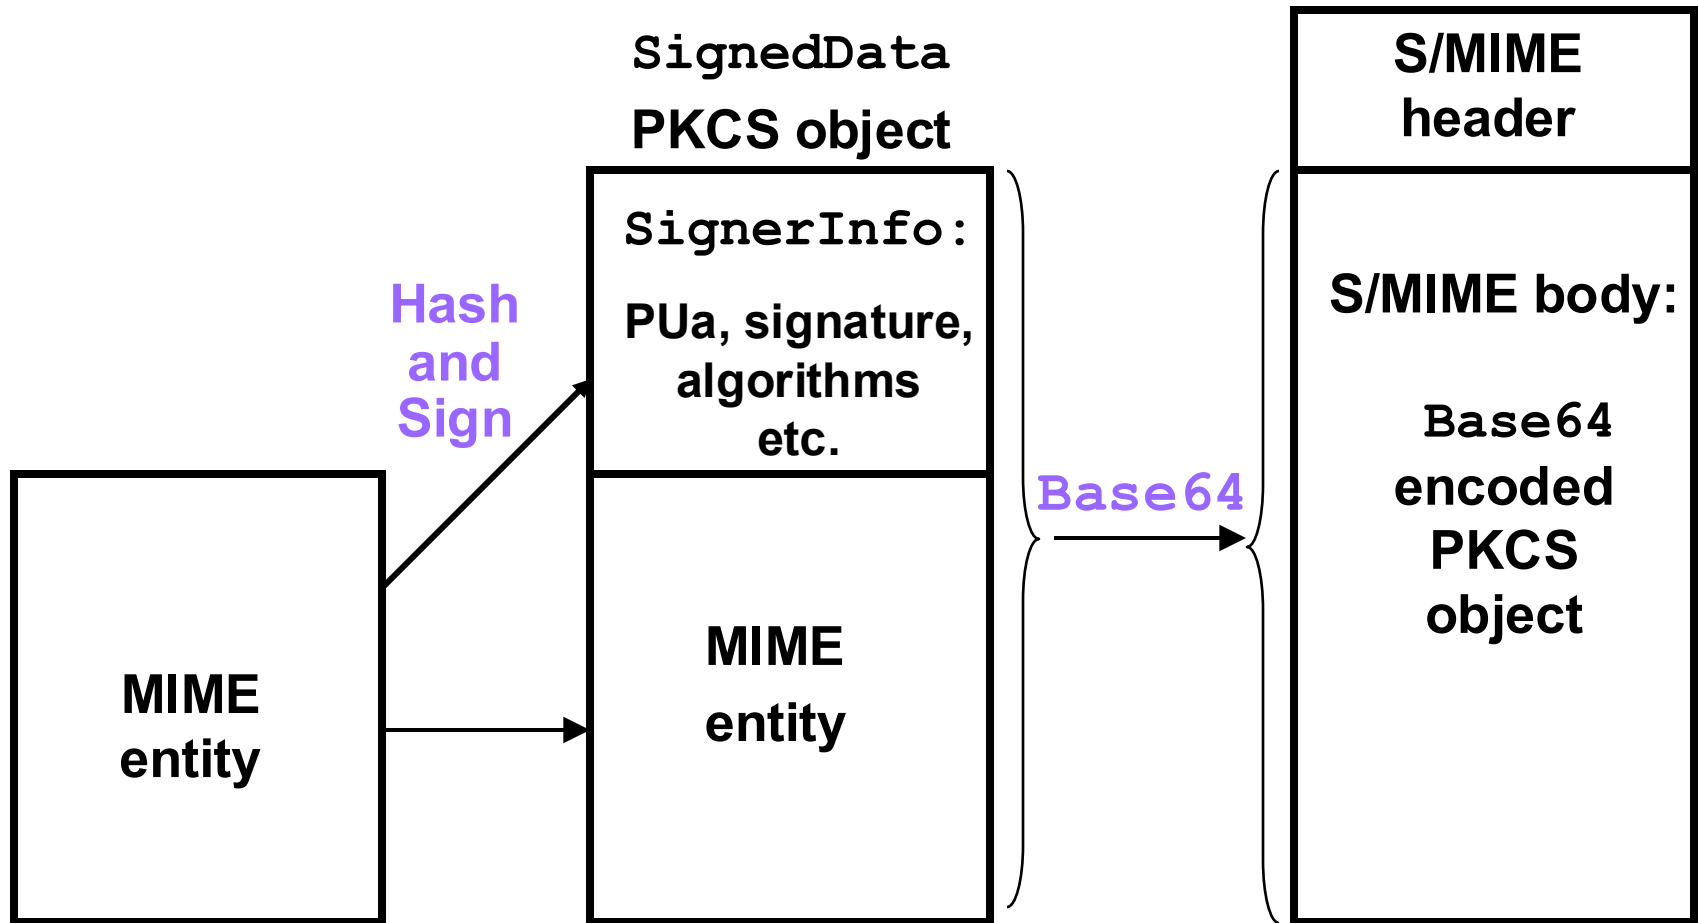 SignedData
PKCS object
S/MIME
header
SignerInfo:
PUa, signature,
algorithms
etc.
Hash
and
Sign
S/MIME body:
Base64
encoded
PKCS
object
Base64
MIME
entity
MIME
entity